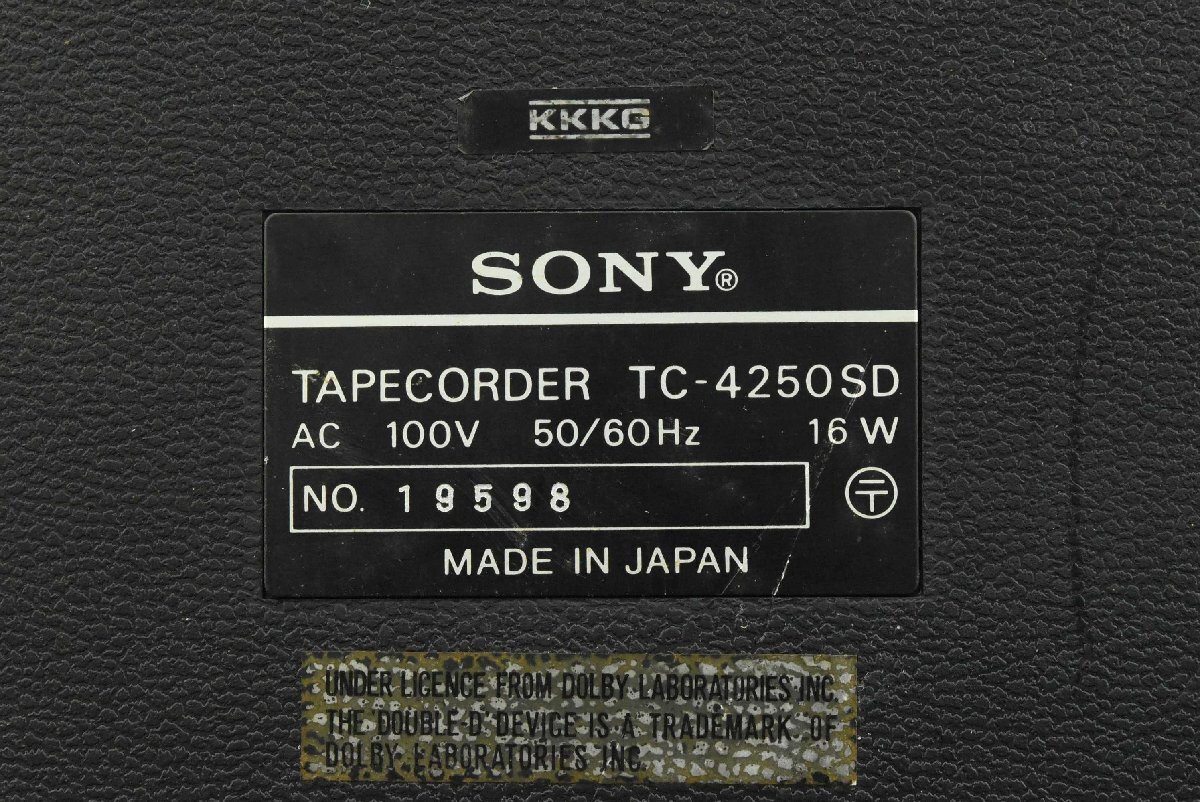 KKKG
SONY®
TAPECORDER TC-4250SD
AC 100V 50/60Hz 16 W
NO. 19598
〒
MADE IN JAPAN
UNDER LICENCE FROM DOLBY LABORATORIES INC.
THE DOUBLE-D DEVICE IS A TRADEMARK OF
DOLBY LABORATORIES INC.